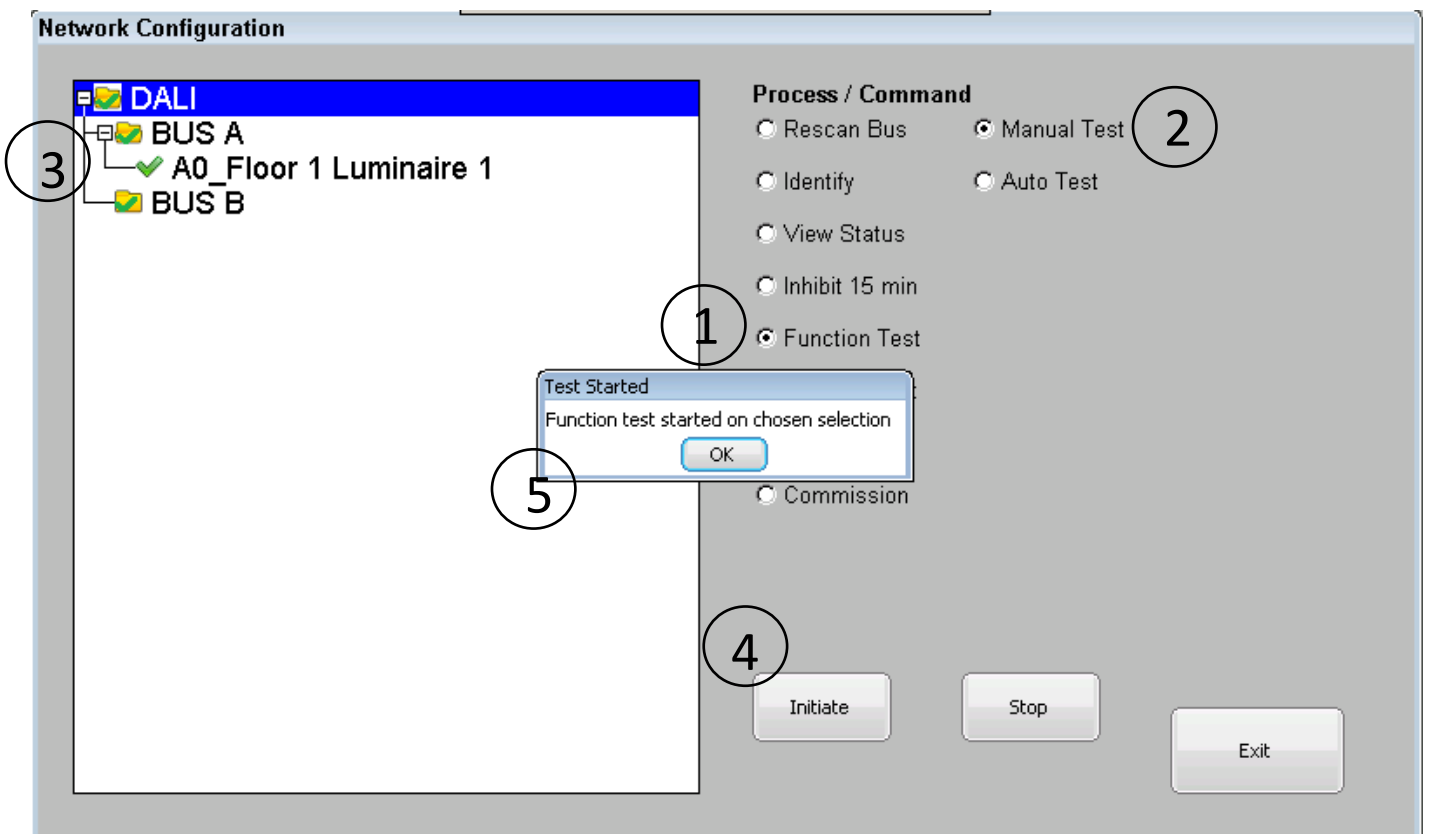 Network Configuration
DALI
BUS A
A0_Floor 1 Luminaire 1
BUS B
3
Process / Command
Rescan Bus
Manual Test
2
Identify
Auto Test
View Status
Inhibit 15 min
1
Function Test
Test Started
Function test started on chosen selection
OK
5
Commission
4
Initiate
Stop
Exit